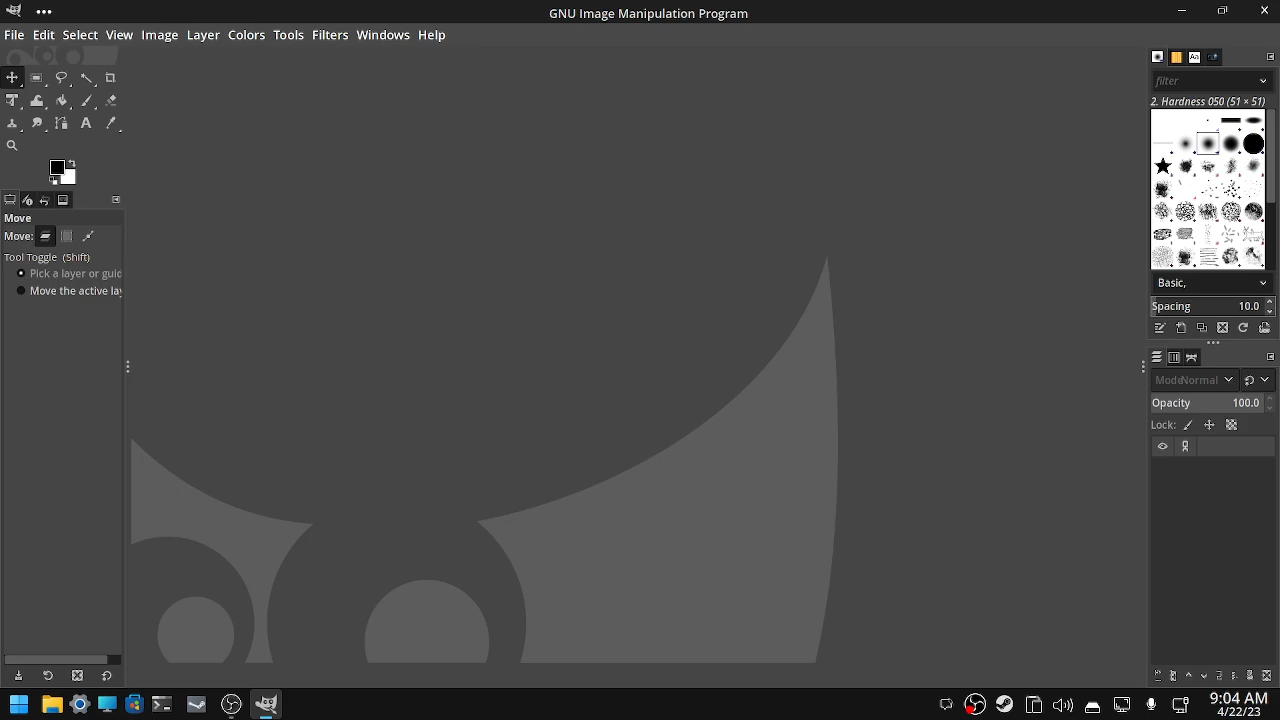 GNU Image Manipulation Program
File Edit Select View Image Layer Colors Tools Filters Windows Help
filter
2. Hardness 050 (51 × 51)
Aa
A
Move
Move:
Tool Toggle (Shift)
Pick a layer or guid
Move the active lay
Basic,
Spacing 10.0
Mode Normal
Opacity 100.0
Lock:
9:04 AM
4/22/23